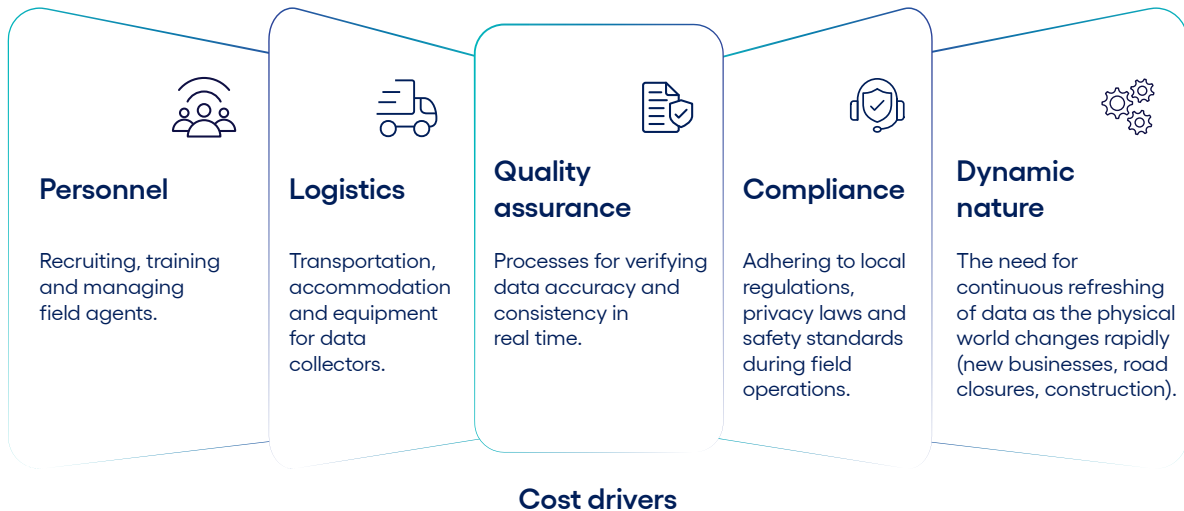 Personnel
Recruiting, training
and managing
field agents.
Logistics
Transportation,
accommodation
and equipment
for data
collectors.
Quality
assurance
Processes for verifying
data accuracy and
consistency in
real time.
Compliance
Adhering to local
regulations,
privacy laws and
safety standards
during field
operations.
Dynamic
nature
The need for
continuous refreshing
of data as the physical
world changes rapidly
(new businesses, road
closures, construction).
Cost drivers